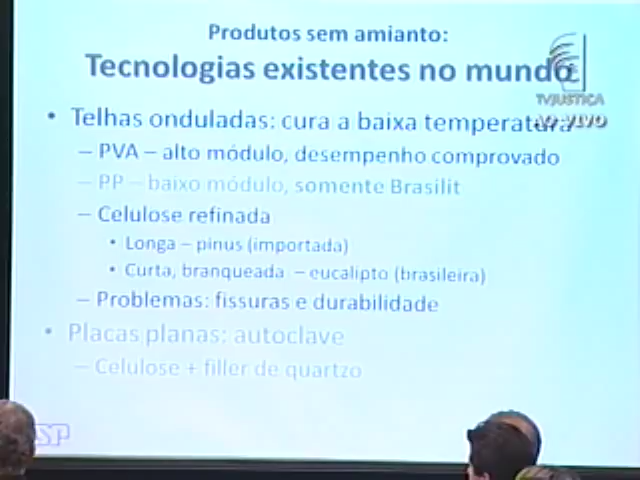 Produtos sem amianto:
Tecnologias existentes no mundo
TVJUSTICA
AO VIVO
• Telhas onduladas: cura a baixa temperatura
– PVA – alto módulo, desempenho comprovado
– PP – baixo módulo, somente Brasilit
– Celulose refinada
• Longa – pinus (importada)
• Curta, branqueada – eucalipto (brasileira)
– Problemas: fissuras e durabilidade
• Placas planas: autoclave
– Celulose + filler de quartzo
SP